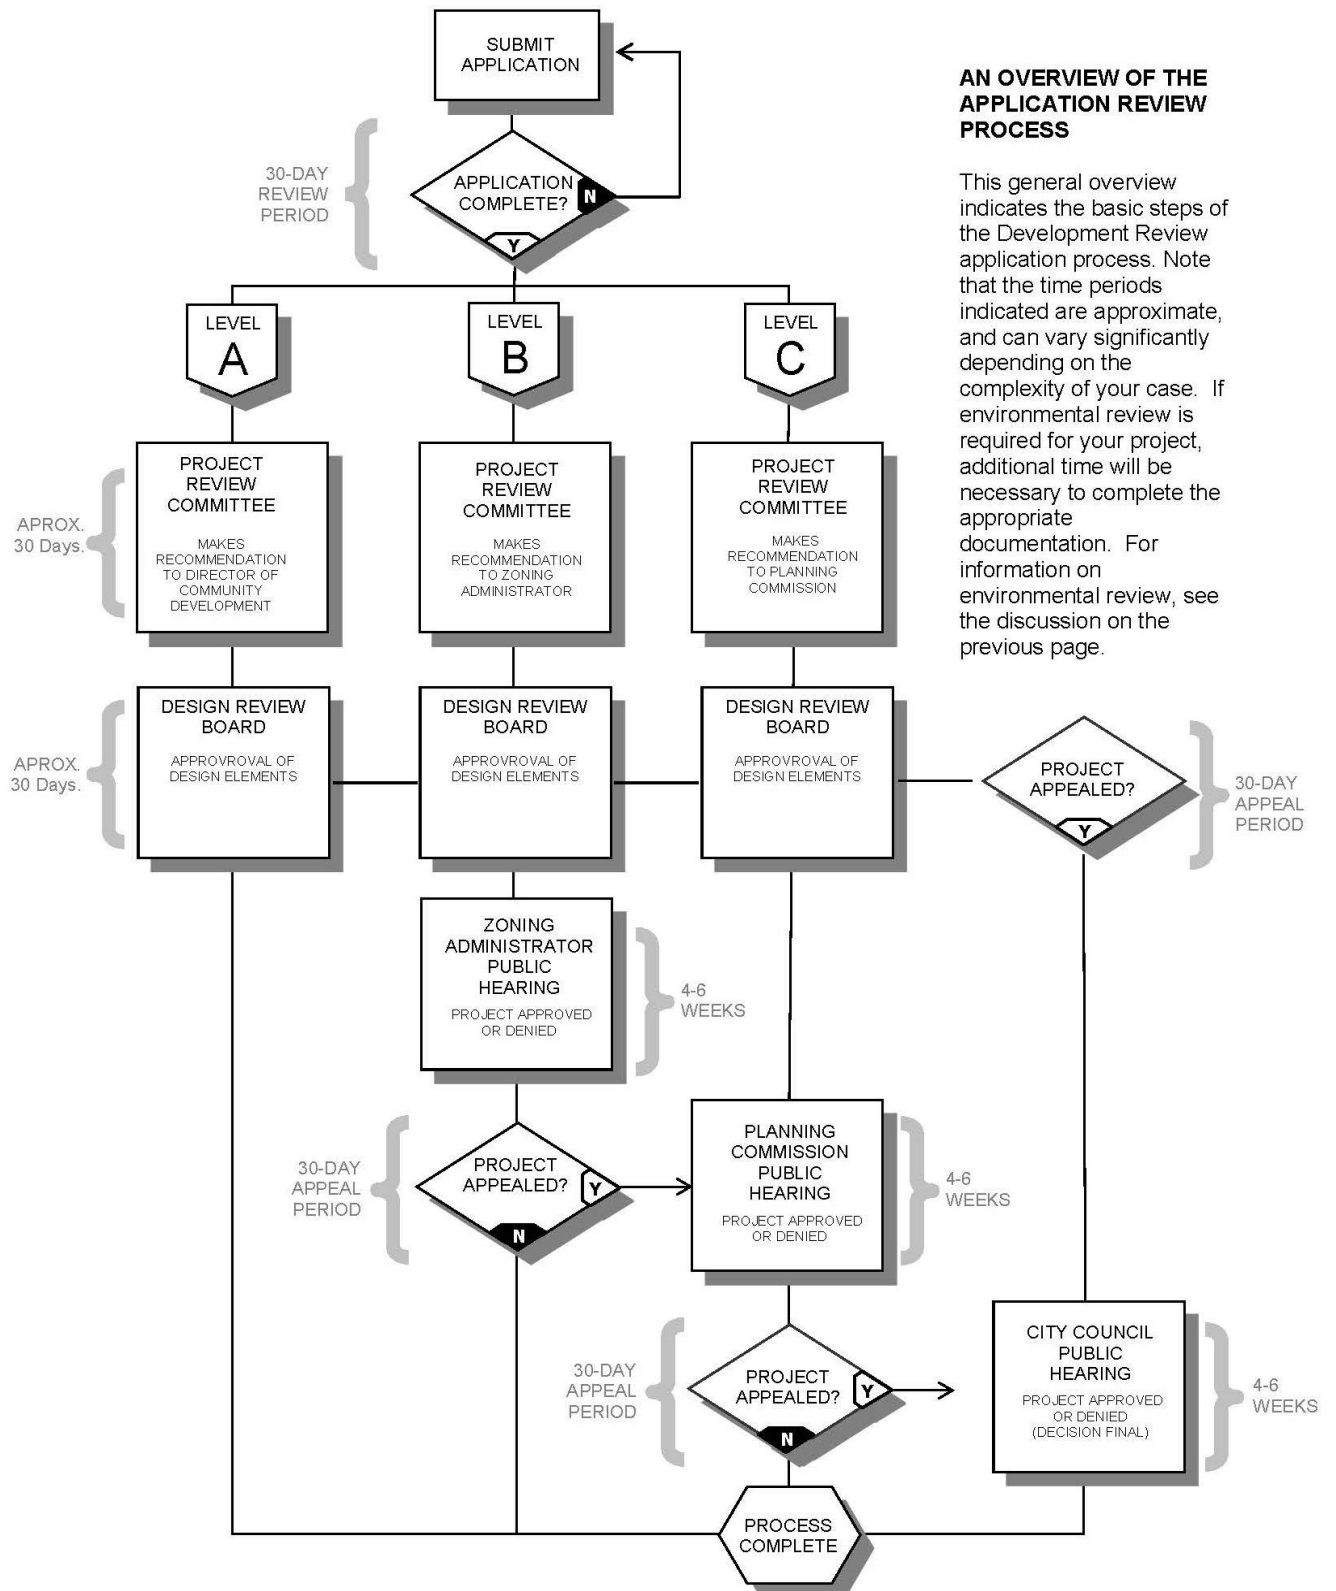 SUBMIT
APPLICATION
AN OVERVIEW OF THE
APPLICATION REVIEW
PROCESS
This general overview
indicates the basic steps of
the Development Review
application process. Note
that the time periods
indicated are approximate,
and can vary significantly
depending on the
complexity of your case.  If
environmental review is
required for your project,
additional time will be
necessary to complete the
appropriate
documentation.  For
information on
environmental review, see
the discussion on the
previous page.
30-DAY
REVIEW
PERIOD
APPLICATION
COMPLETE?
N
Y
LEVEL
A
LEVEL
B
LEVEL
C
APROX.
30 Days.
PROJECT
REVIEW
COMMITTEE
MAKES
RECOMMENDATION
TO DIRECTOR OF
COMMUNITY
DEVELOPMENT
PROJECT
REVIEW
COMMITTEE
MAKES
RECOMMENDATION
TO ZONING
ADMINISTRATOR
PROJECT
REVIEW
COMMITTEE
MAKES
RECOMMENDATION
TO PLANNING
COMMISSION
APROX.
30 Days.
DESIGN REVIEW
BOARD
APPROVROVAL OF
DESIGN ELEMENTS
DESIGN REVIEW
BOARD
APPROVROVAL OF
DESIGN ELEMENTS
DESIGN REVIEW
BOARD
APPROVROVAL OF
DESIGN ELEMENTS
PROJECT
APPEALED?
Y
30-DAY
APPEAL
PERIOD
ZONING
ADMINISTRATOR
PUBLIC
HEARING
PROJECT APPROVED
OR DENIED
4-6
WEEKS
30-DAY
APPEAL
PERIOD
PROJECT
APPEALED?
Y
N
PLANNING
COMMISSION
PUBLIC
HEARING
PROJECT APPROVED
OR DENIED
4-6
WEEKS
30-DAY
APPEAL
PERIOD
PROJECT
APPEALED?
Y
N
CITY COUNCIL
PUBLIC
HEARING
PROJECT APPROVED
OR DENIED
(DECISION FINAL)
4-6
WEEKS
PROCESS
COMPLETE